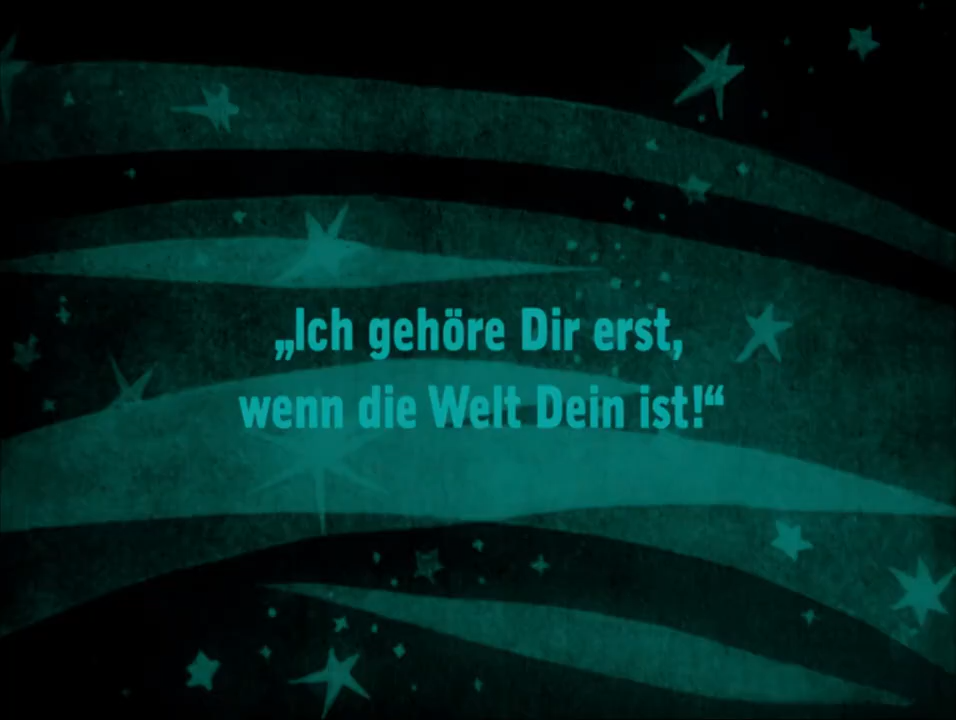 „Ich gehöre Dir erst,
wenn die Welt Dein ist!“